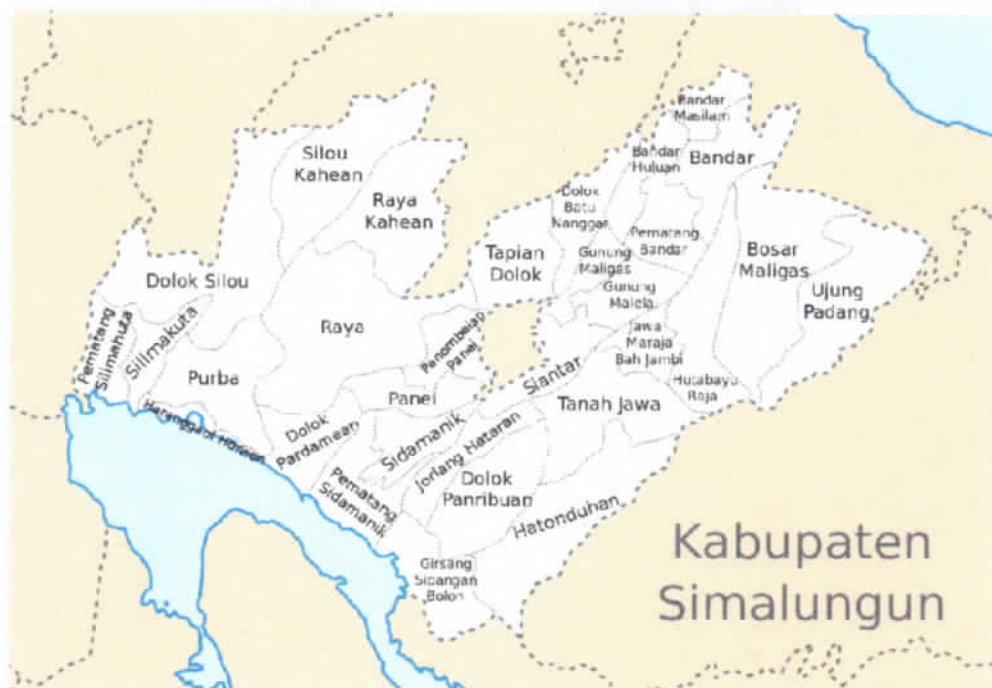 Bandar
Masilam
Silou
Kahean
Bandar
Huluan
Bandar
Raya
Kahean
Dolok
Batu
Nanggar
Pematang
Bandar
Tapian
Dolok
Gunung
Maligas
Bosar
Maligas
Dolok Silou
Gunung
Malela
Ujung
Padang
Pematang
Silimahuta
Silimakuta
Raya
Panombeian
Panei
Jawa
Maraja
Bah Jambi
Purba
Siantar
Panei
Hutabayu
Raja
Tanah Jawa
Haranggaol Horison
Dolok
Pardamean
Sidamanik
Jorlang Hataran
Pematang
Sidamanik
Dolok
Panribuan
Hatonduhan
Girsang
Sipangan
Bolon
Kabupaten
Simalungun